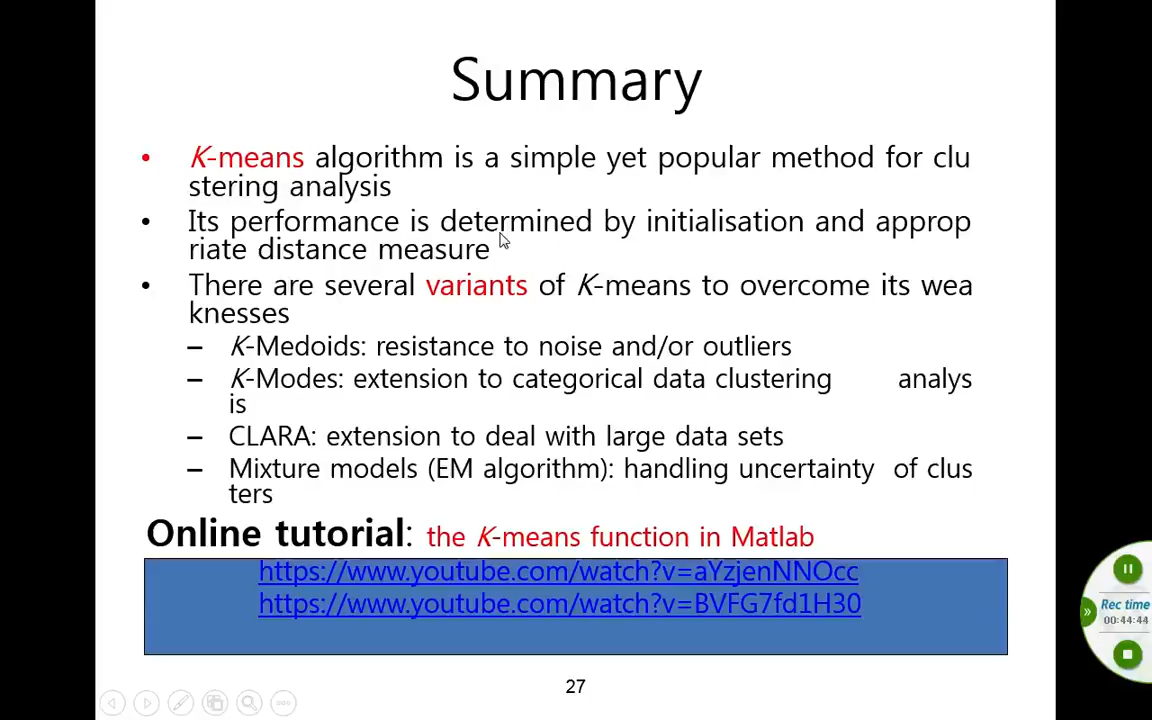 Summary
• K-means algorithm is a simple yet popular method for clu
stering analysis
• Its performance is determined by initialisation and approp
riate distance measure
• There are several variants of K-means to overcome its wea
knesses
– K-Medoids: resistance to noise and/or outliers
– K-Modes: extension to categorical data clustering analys
is
– CLARA: extension to deal with large data sets
– Mixture models (EM algorithm): handling uncertainty of clus
ters
Online tutorial: the K-means function in Matlab
https://www.youtube.com/watch?v=aYzjenNNOcc
https://www.youtube.com/watch?v=BVFG7fd1H30
Rec time
00:44:44
27